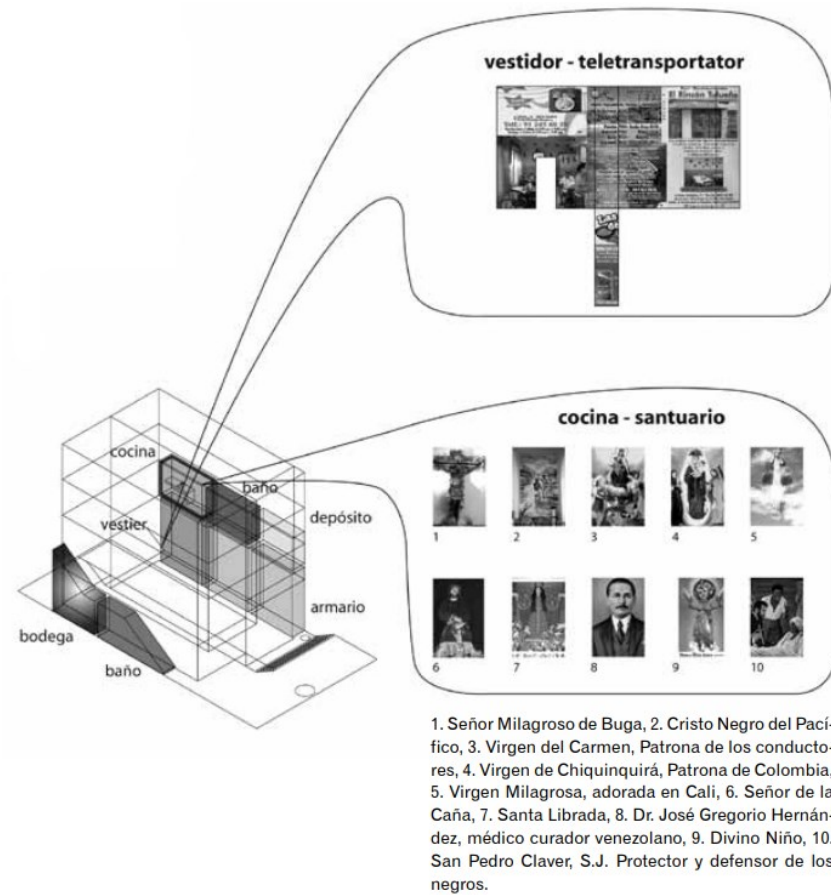 vestidor - teletransportator
El Rincón
cocina - santuario
cocina
baño
vestier
depósito
armario
bodega
baño
1
2
3
4
5
6
7
8
9
10
1. Señor Milagroso de Buga, 2. Cristo Negro del Pací-
fico, 3. Virgen del Carmen, Patrona de los conducto-
res, 4. Virgen de Chiquinquirá, Patrona de Colombia,
5. Virgen Milagrosa, adorada en Cali, 6. Señor de la
Caña, 7. Santa Librada, 8. Dr. José Gregorio Hernán-
dez, médico curador venezolano, 9. Divino Niño, 10.
San Pedro Claver, S.J. Protector y defensor de los
negros.